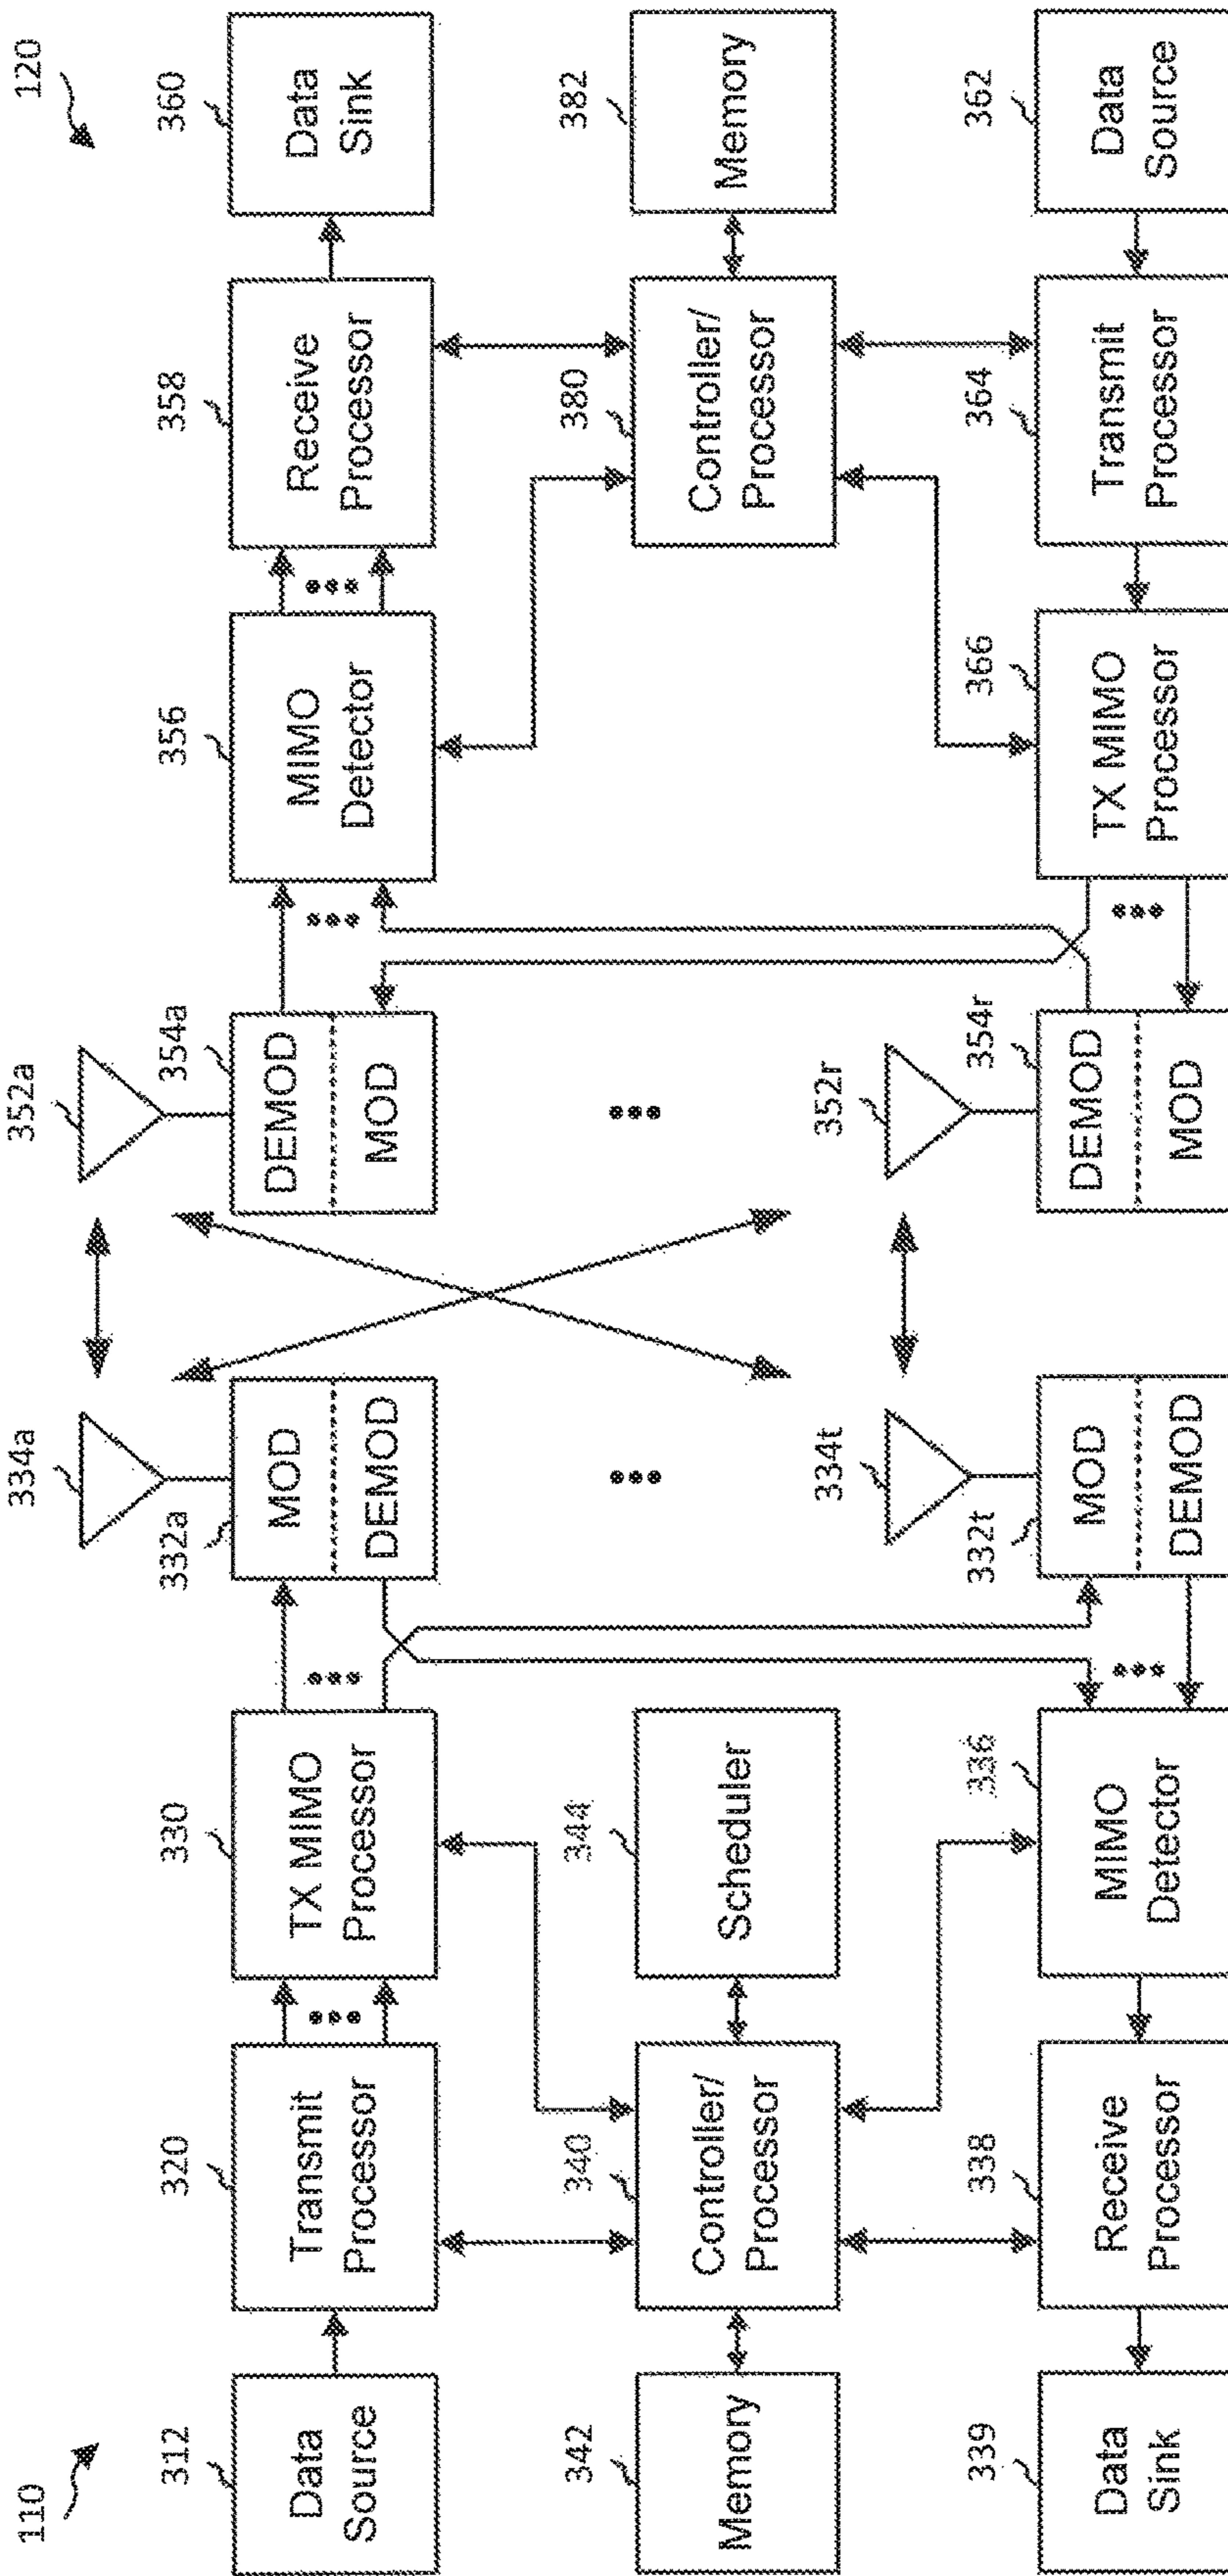 110
120
334a
352a
312
320
330
332a
354a
356
358
360
Data
Source
Transmit
Processor
TX MIMO
Processor
MOD
DEMOD
DEMOD
MOD
MIMO
Detector
Receive
Processor
Data
Sink
342
340
344
380
382
Memory
Controller/
Processor
Scheduler
Controller/
Processor
Memory
334t
352r
339
338
336
332t
354r
366
364
362
Data
Sink
Receive
Processor
MIMO
Detector
MOD
DEMOD
DEMOD
MOD
TX MIMO
Processor
Transmit
Processor
Data
Source